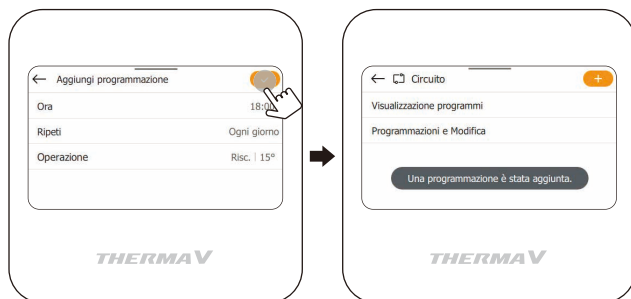 Aggiungi programmazione
Ora 18:00
Ripeti Ogni giorno
Operazione Risc. | 15°
THERMA V
Circuito
Visualizzazione programmi
Programmazioni e Modifica
Una programmazione è stata aggiunta.
THERMA V